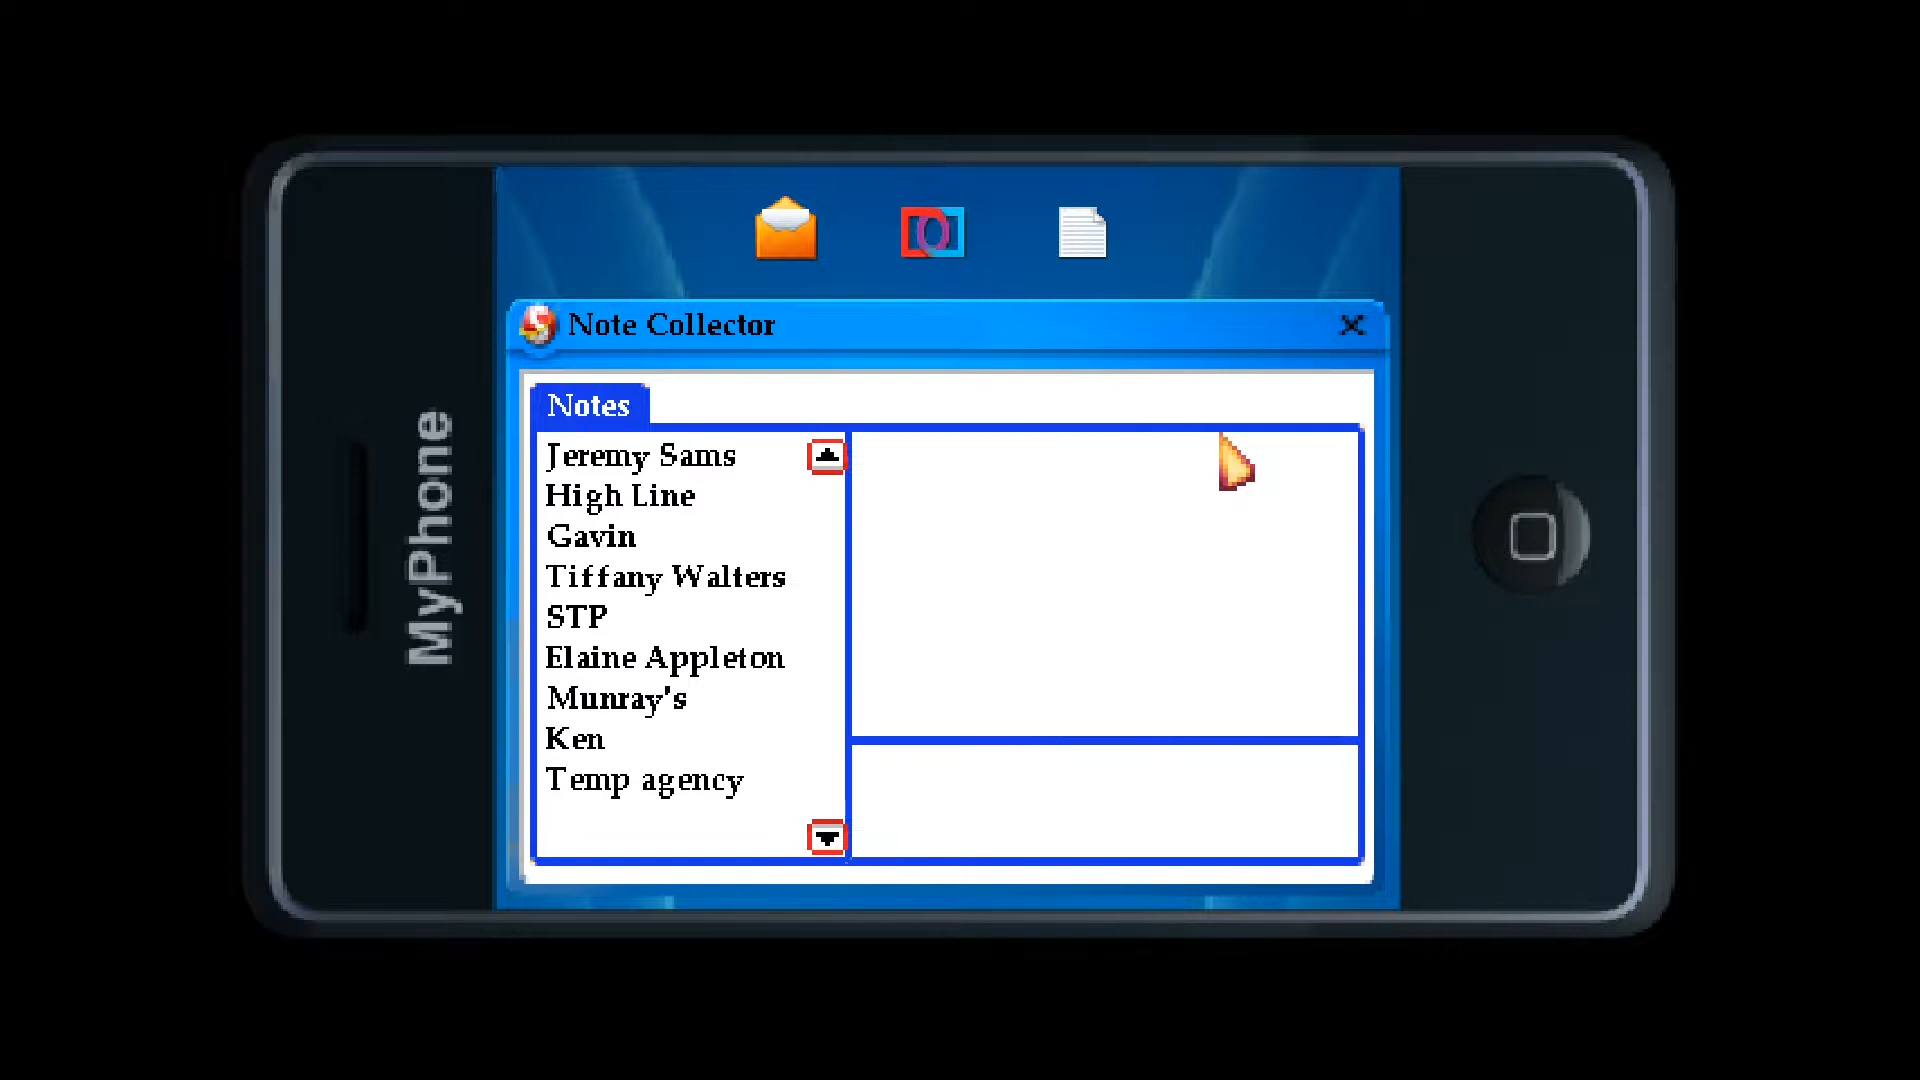 MyPhone
Note Collector
Notes
Jeremy Sams
High Line
Gavin
Tiffany Walters
STP
Elaine Appleton
Munray's
Ken
Temp agency